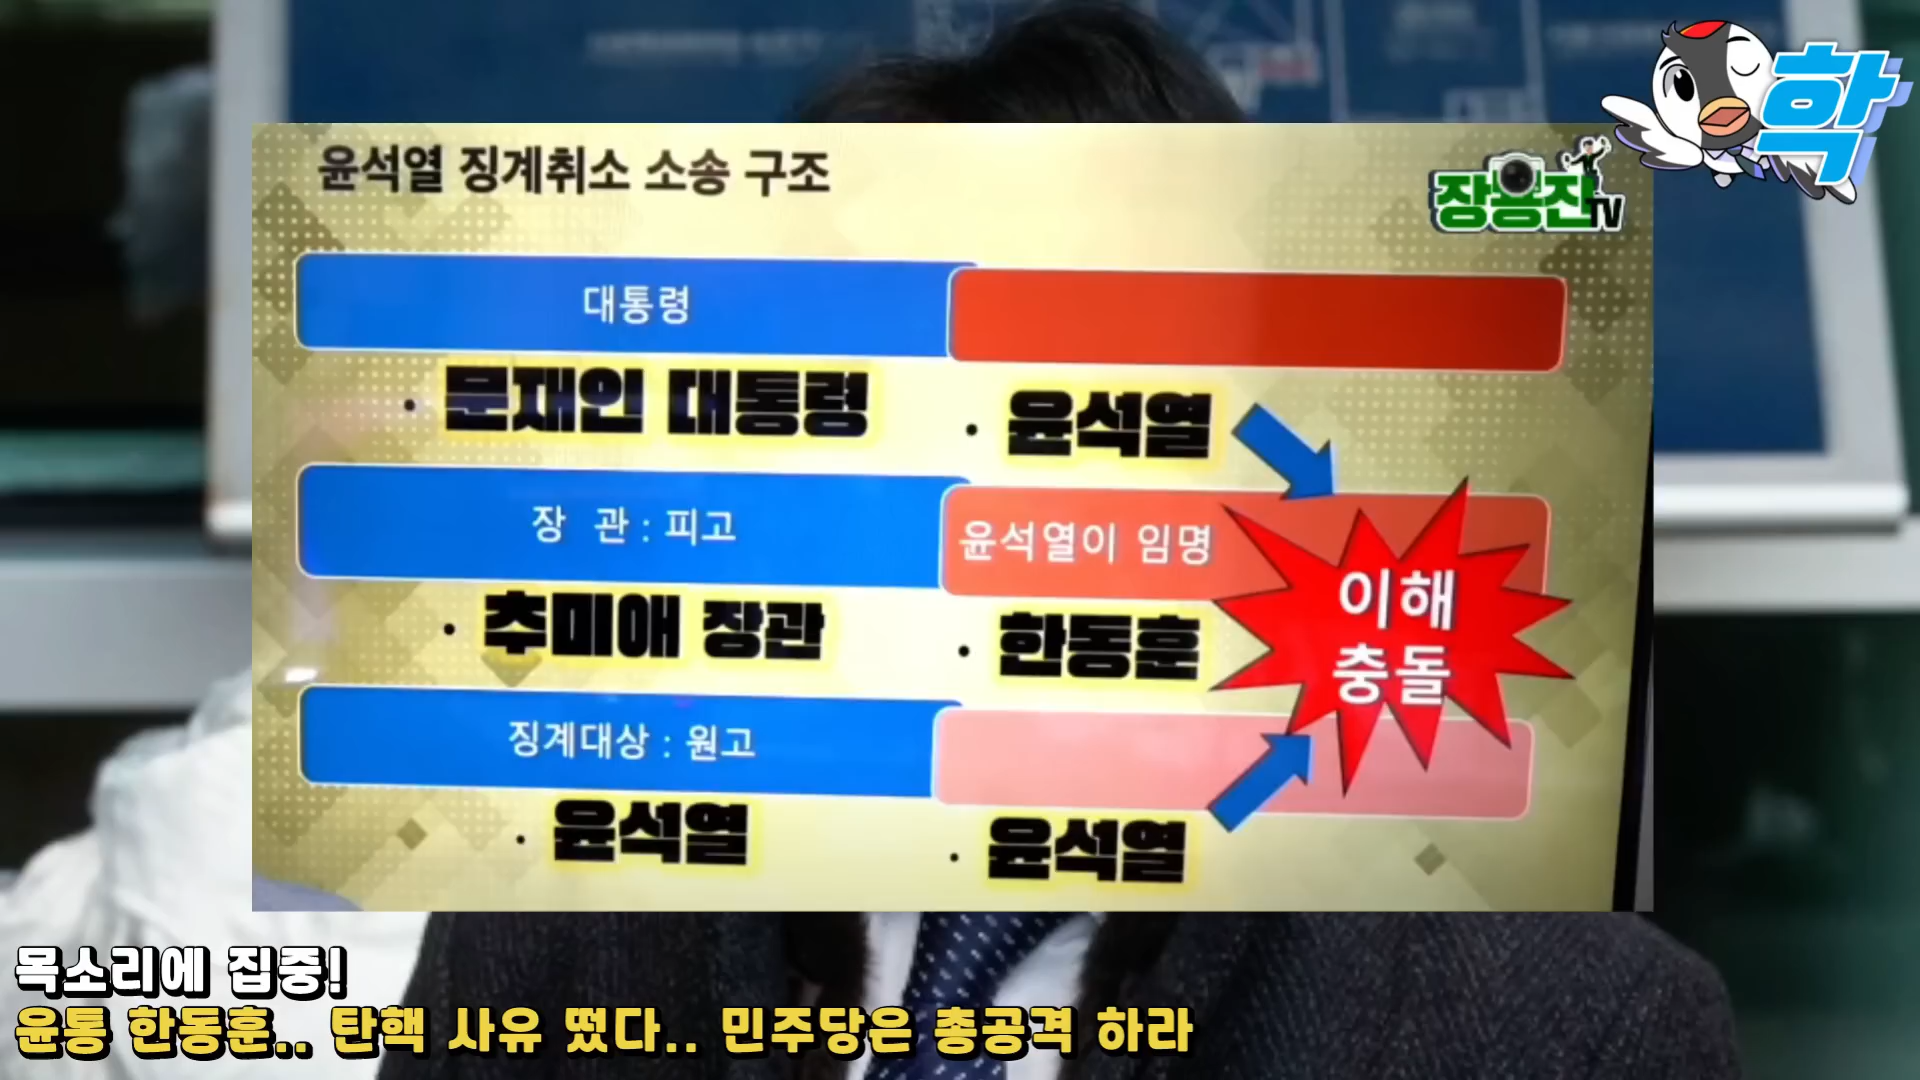 학
윤석열 징계취소 소송 구조
장용진TV
대통령
· 문재인 대통령
· 윤석열
장 관 : 피고
윤석열이 임명
이해
충돌
· 추미애 장관
· 한동훈
징계대상 : 원고
· 윤석열
· 윤석열
목소리에 집중!
윤통 한동훈.. 탄핵 사유 떴다.. 민주당은 총공격 하라